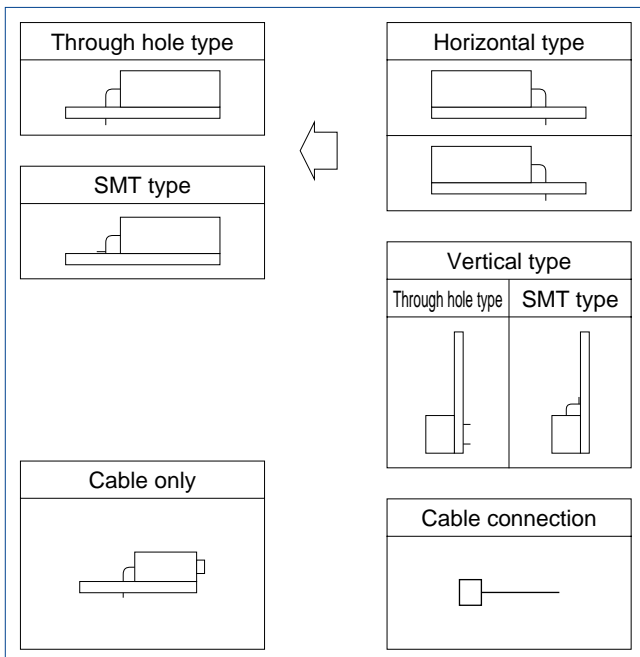 Through hole type
Horizontal type
SMT type
Vertical type
Through hole type
SMT type
Cable only
Cable connection